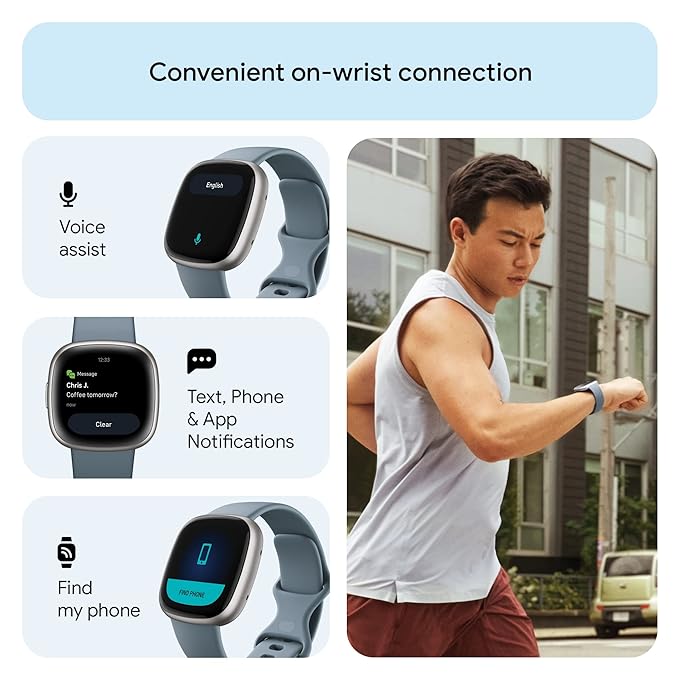 Convenient on-wrist connection
English
Voice
assist
12:33
Message
Chris J.
Coffee tomorrow?
now
Clear
Text, Phone
& App
Notifications
Find
my phone
FIND PHONE